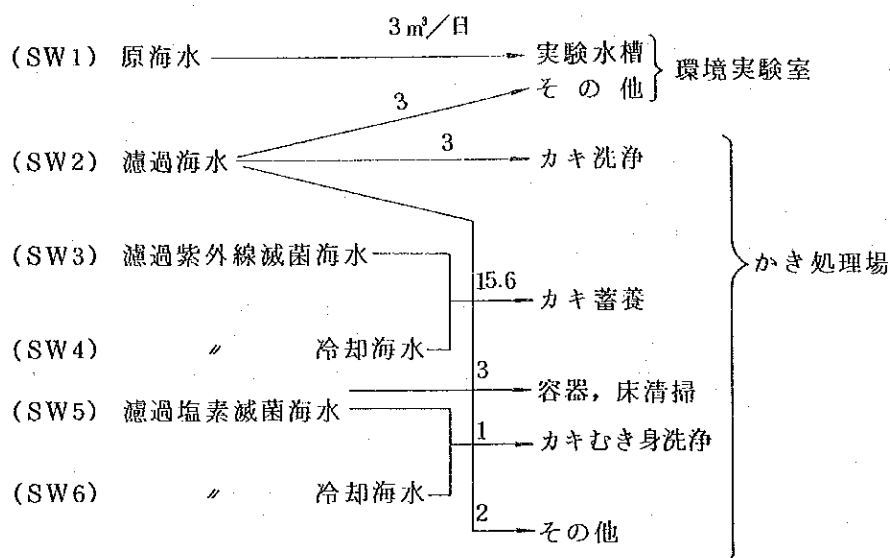 3㎥／日
(SW1) 原海水 実験水槽
その他 環境実験室
3
(SW2) 濾過海水 3 カキ洗浄
(SW3) 濾過紫外線滅菌海水
15.6 カキ蓄養 かき処理場
(SW4) 〃 冷却海水
3 容器，床清掃
(SW5) 濾過塩素滅菌海水
1 カキむき身洗浄
(SW6) 〃 冷却海水
2 その他